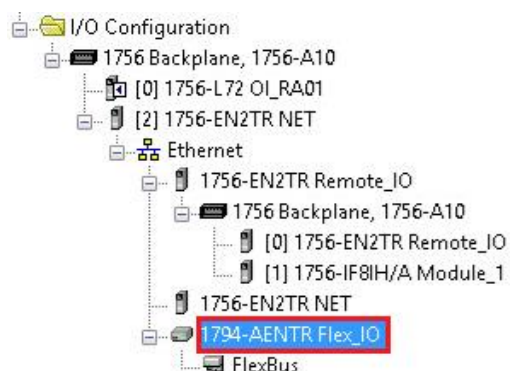 I/O Configuration
1756 Backplane, 1756-A10
[0] 1756-L72 OI_RA01
[2] 1756-EN2TR NET
Ethernet
1756-EN2TR Remote_IO
1756 Backplane, 1756-A10
[0] 1756-EN2TR Remote_IO
[1] 1756-IF8IH/A Module_1
1756-EN2TR NET
1794-AENTR Flex_IO
FlexBus